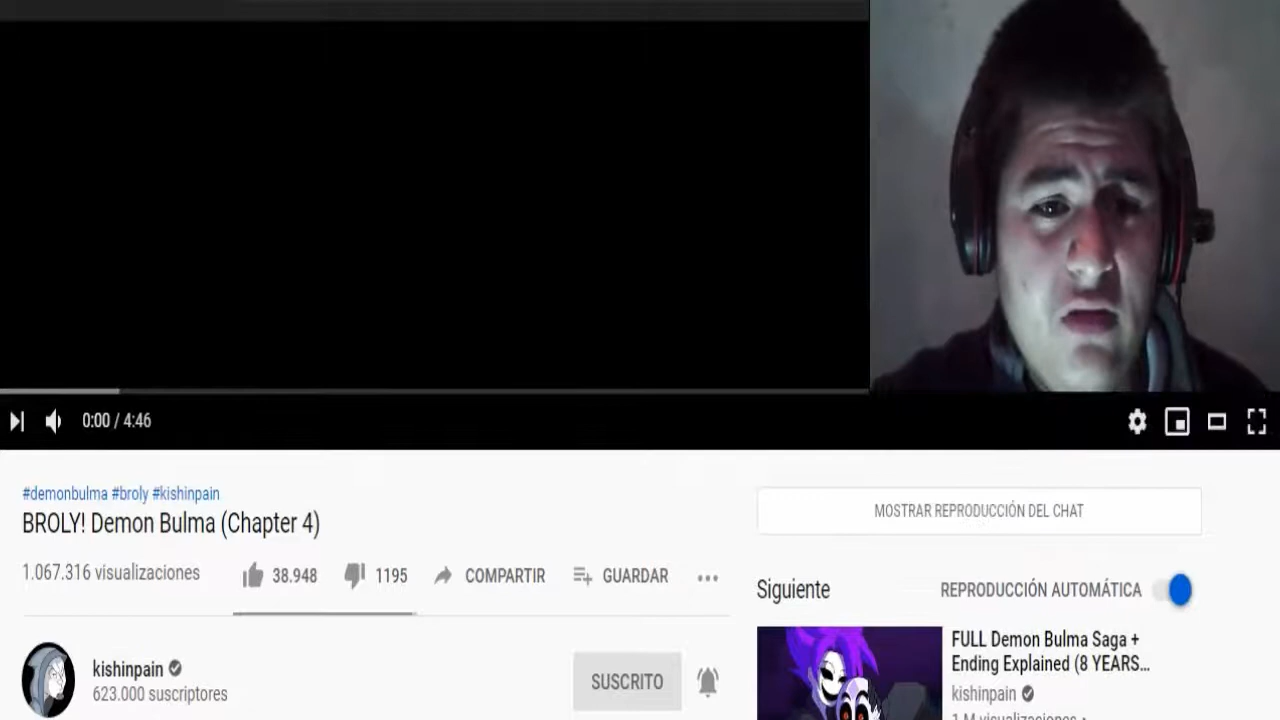 0:00 / 4:46
#demonbulma #broly #kishinpain
BROLY! Demon Bulma (Chapter 4)
1.067.316 visualizaciones
38.948
1195
COMPARTIR
GUARDAR
kishinpain
623.000 suscriptores
SUSCRITO
MOSTRAR REPRODUCCIÓN DEL CHAT
Siguiente
REPRODUCCIÓN AUTOMÁTICA
FULL Demon Bulma Saga +
Ending Explained (8 YEARS...
kishinpain
1 M visualizaciones